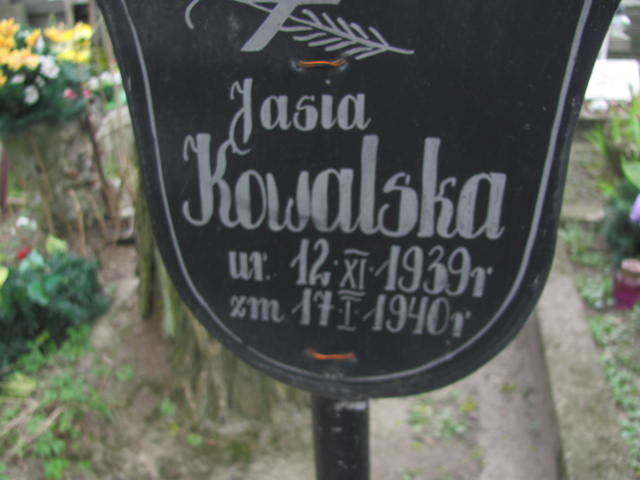 Jasia
Kowalska
ur. 12.XI.1939r
zm 17.I.1940r